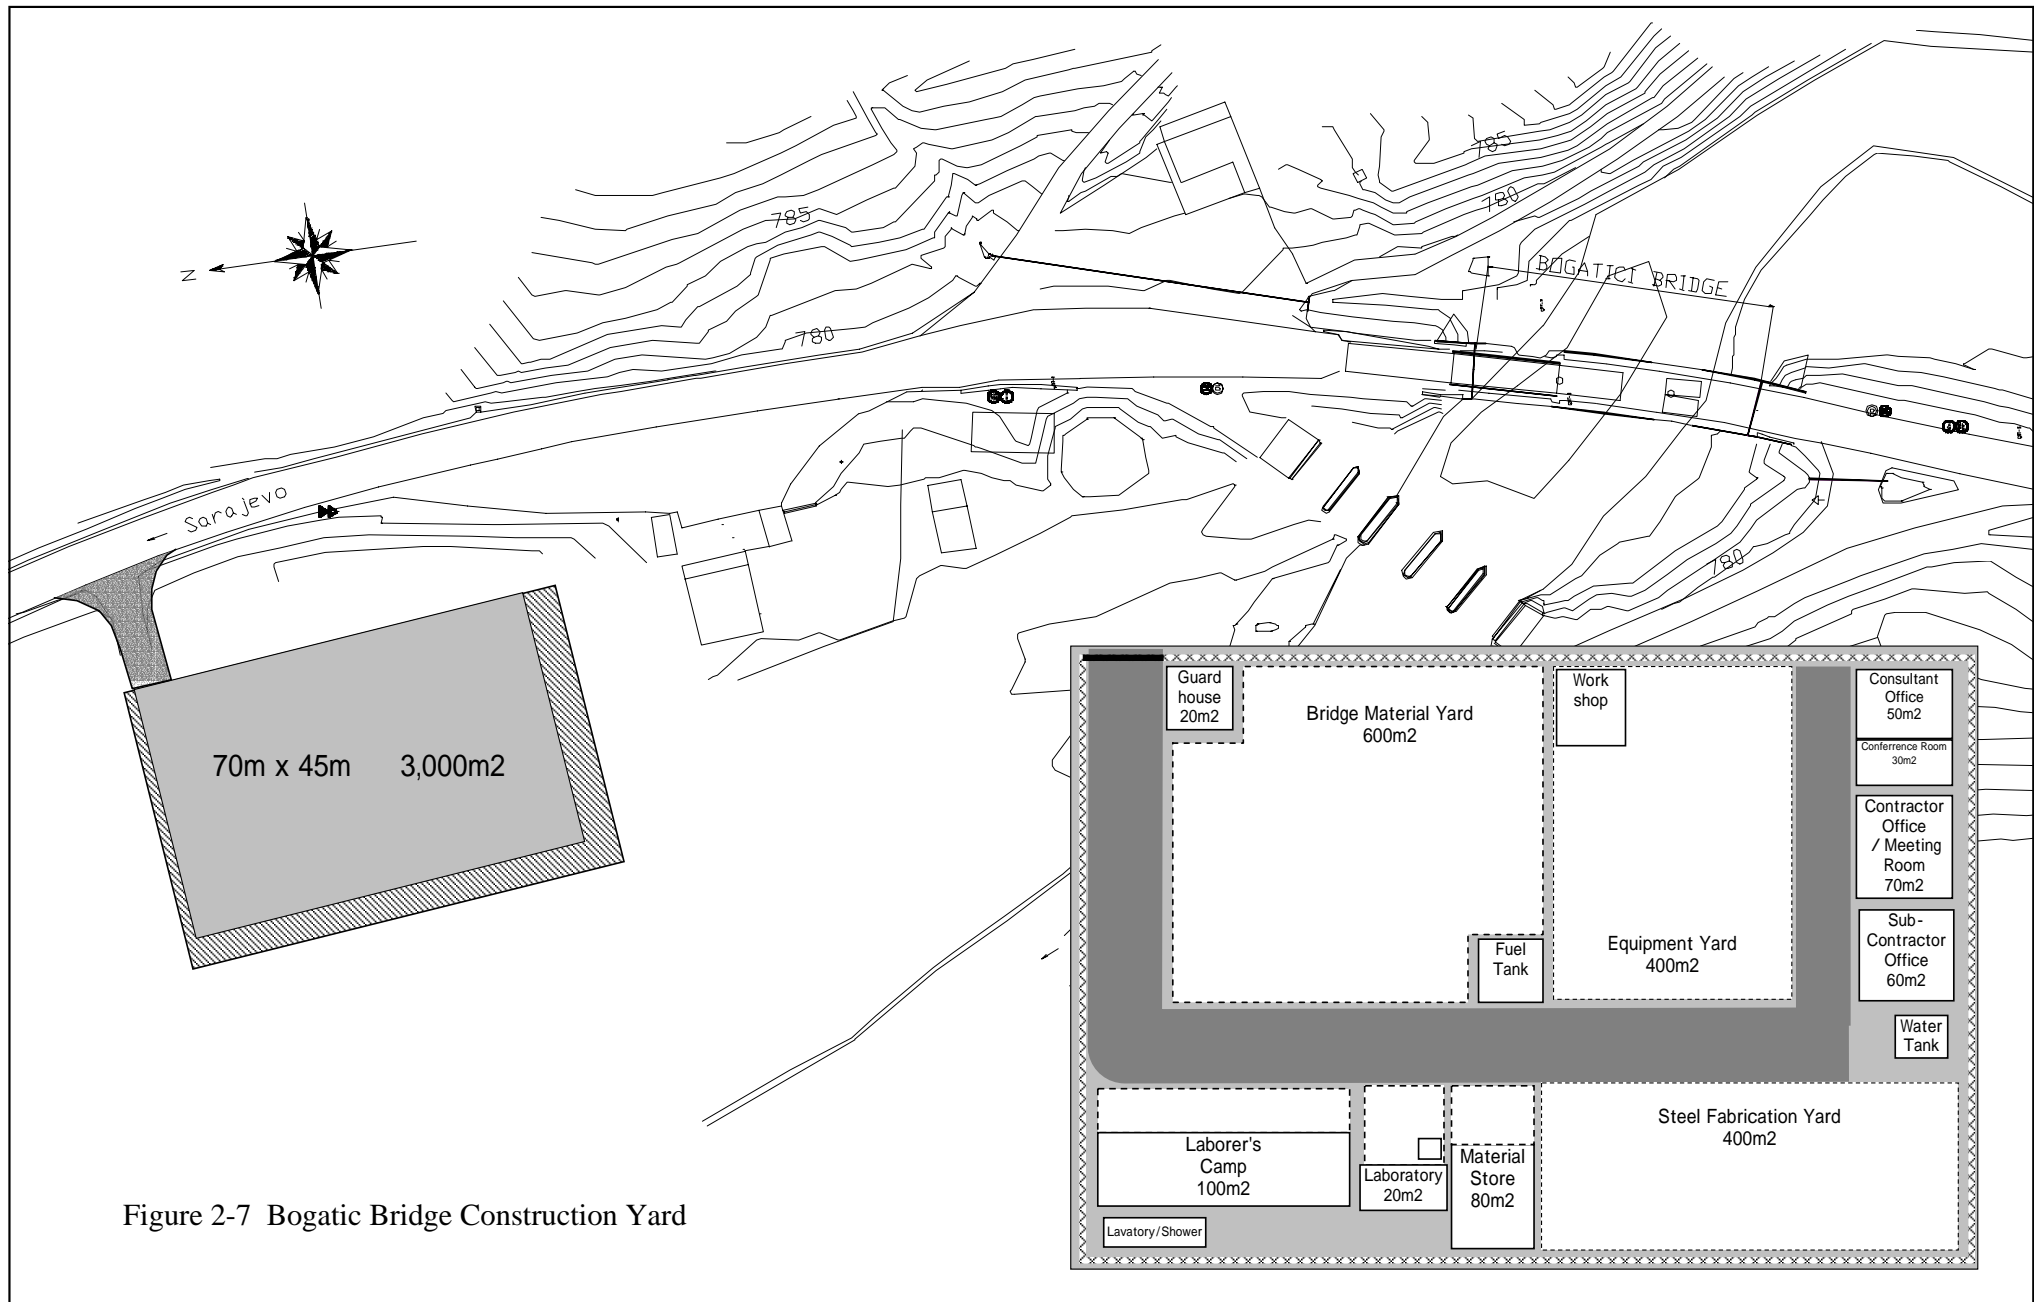 785
785
780
N
BOGATICI BRIDGE
780
Sarajevo
780
70m x 45m 3,000m2
Guard
house
20m2
Bridge Material Yard
600m2
Work
shop
Consultant
Office
50m2
Conferrence Room
30m2
Contractor
Office
/ Meeting
Room
70m2
Sub-
Contractor
Office
60m2
Fuel
Tank
Equipment Yard
400m2
Water
Tank
Steel Fabrication Yard
400m2
Laborer's
Camp
100m2
Laboratory
20m2
Material
Store
80m2
Lavatory/Shower
Figure 2-7 Bogatic Bridge Construction Yard